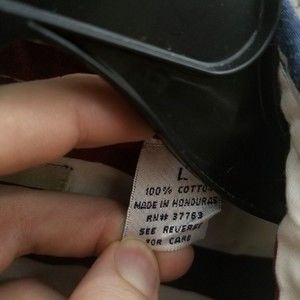 L
100% COTTON
MADE IN HONDURAS
RN# 37763
SEE REVERSE
FOR CARE